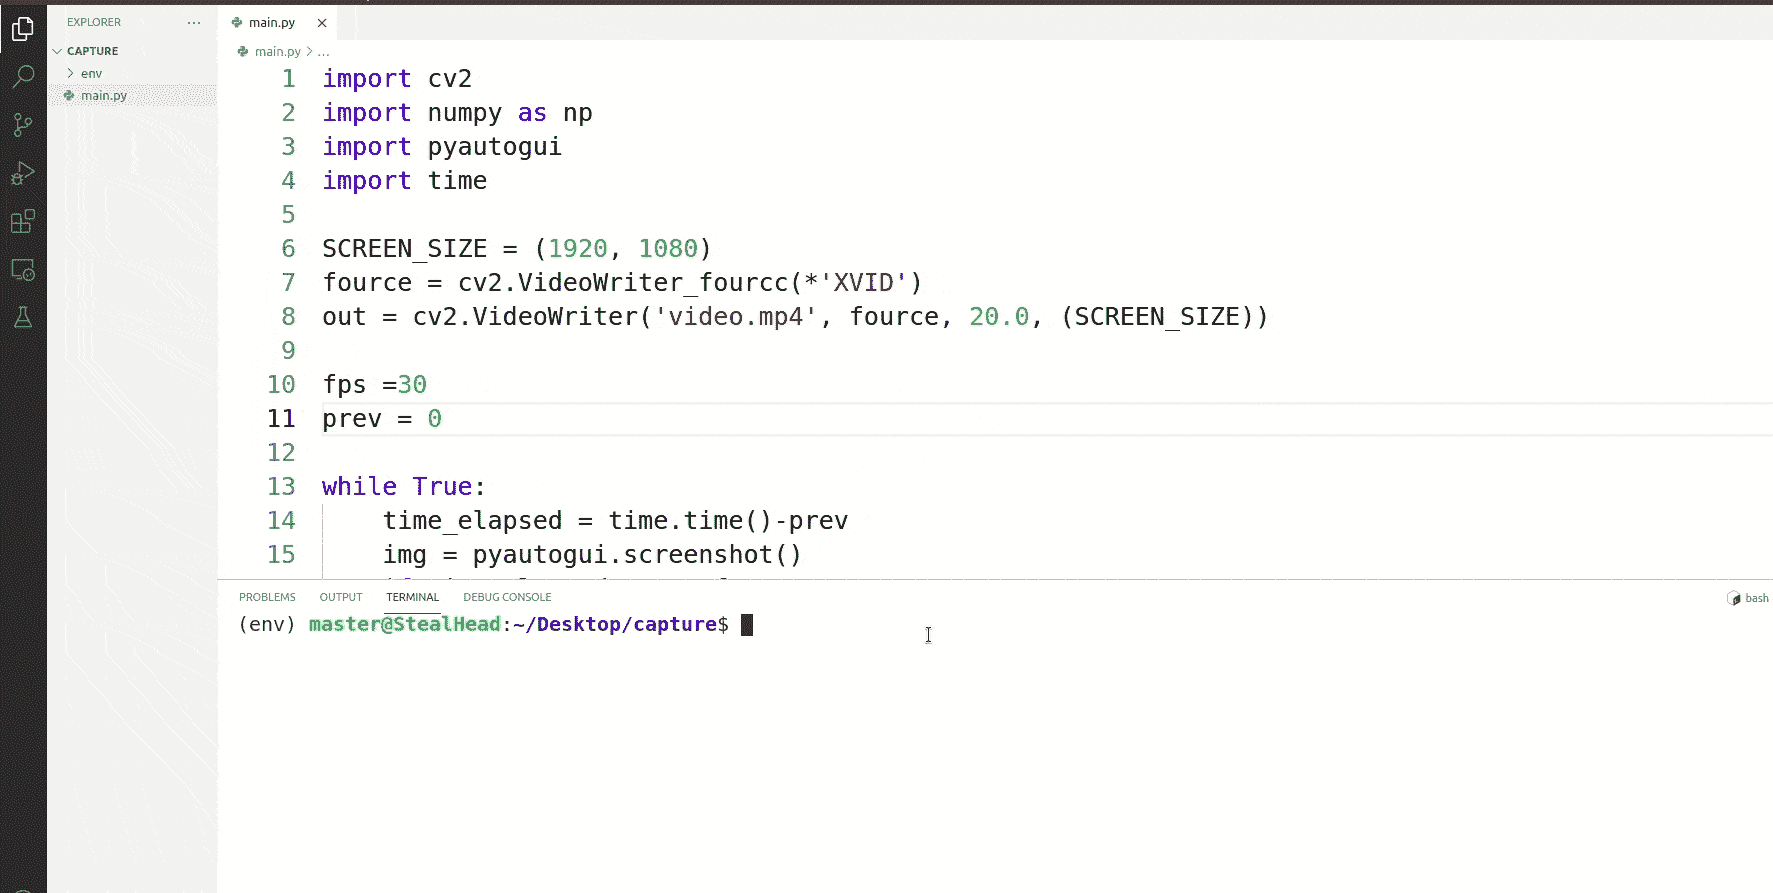 EXPLORER ...
CAPTURE
env
main.py
main.py
main.py > ...
1 import cv2
2 import numpy as np
3 import pyautogui
4 import time
5
6 SCREEN_SIZE = (1920, 1080)
7 fource = cv2.VideoWriter_fourcc(*'XVID')
8 out = cv2.VideoWriter('video.mp4', fource, 20.0, (SCREEN_SIZE))
9
10 fps =30
11 prev = 0
12
13 while True:
14 time_elapsed = time.time()-prev
15 img = pyautogui.screenshot()
PROBLEMS OUTPUT TERMINAL DEBUG CONSOLE
bash
(env) master@StealHead:~/Desktop/capture$